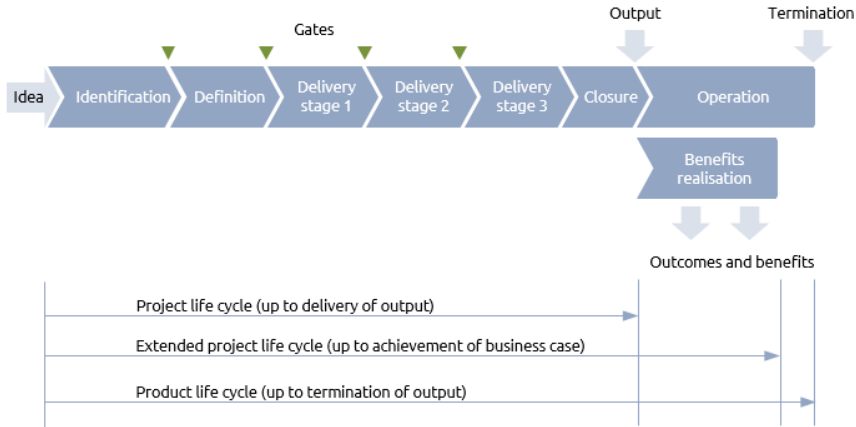 Output
Termination
Gates
Idea
Identification
Definition
Delivery
stage 1
Delivery
stage 2
Delivery
stage 3
Closure
Operation
Benefits
realisation
Outcomes and benefits
Project life cycle (up to delivery of output)
Extended project life cycle (up to achievement of business case)
Product life cycle (up to termination of output)